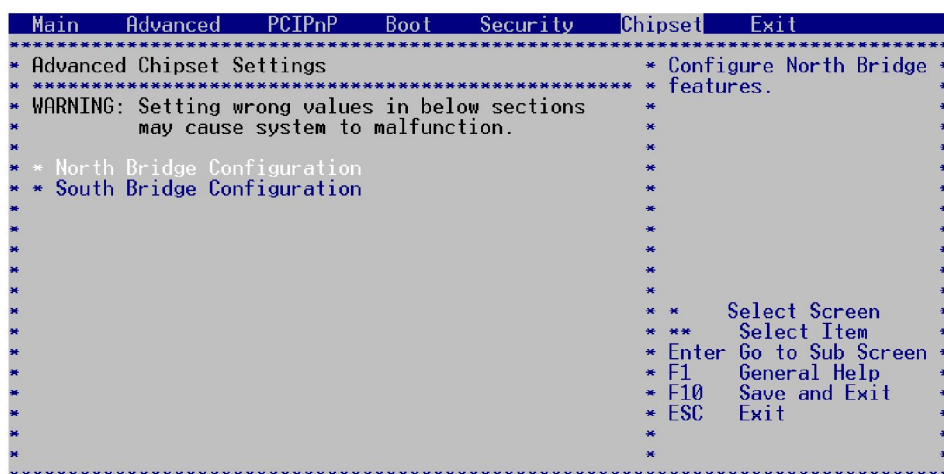 Main Advanced PCIPnP Boot Security Chipset Exit
Advanced Chipset Settings
WARNING: Setting wrong values in below sections
may cause system to malfunction.
* North Bridge Configuration
* South Bridge Configuration
Configure North Bridge
features.
* Select Screen
** Select Item
Enter Go to Sub Screen
F1 General Help
F10 Save and Exit
ESC Exit